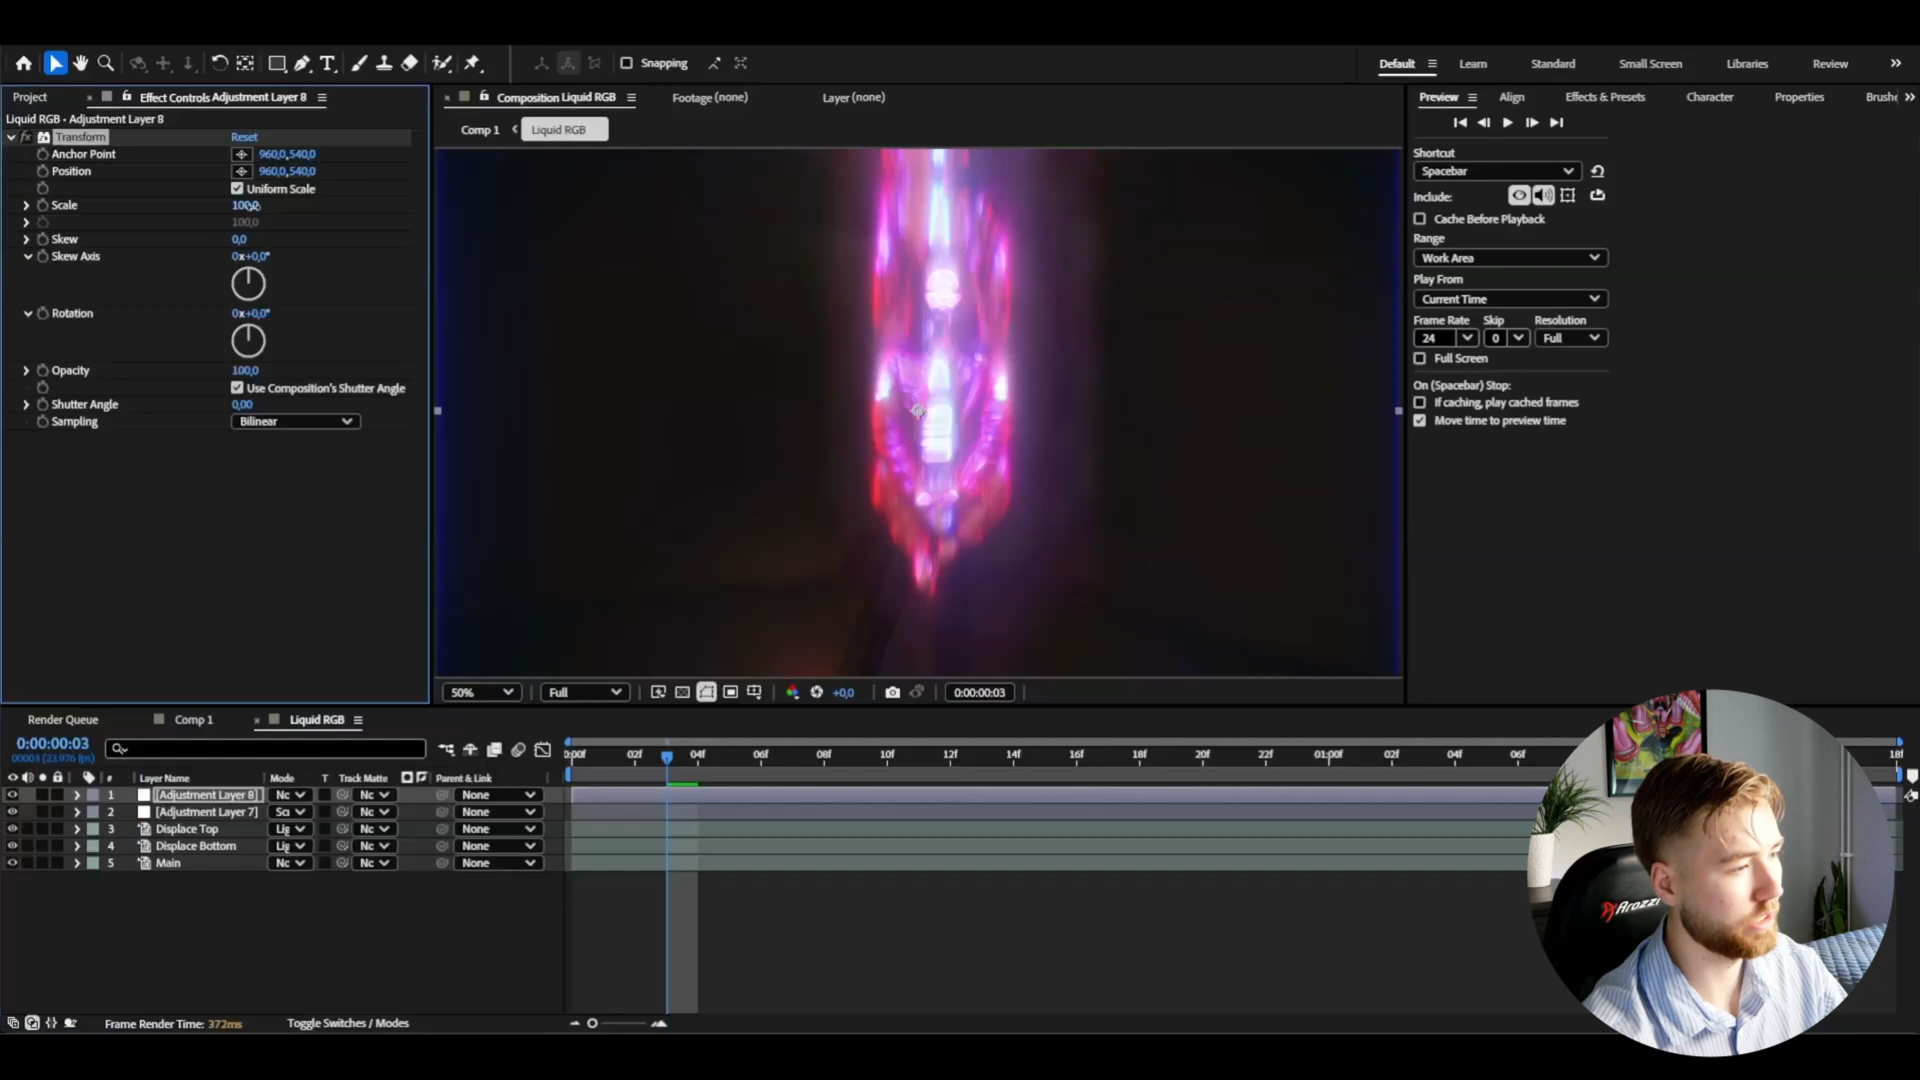 Snapping
Default
Learn
Standard
Small Screen
Libraries
Review
Project
Effect Controls Adjustment Layer 8
Composition Liquid RGB
Footage (none)
Layer (none)
Preview
Align
Effects & Presets
Character
Properties
Brushe
Liquid RGB • Adjustment Layer 8
Comp 1
Liquid RGB
fx Transform
Reset
Anchor Point
960,0,540,0
Position
960,0,540,0
Uniform Scale
Scale
100,0
100,0
Skew
0,0
Skew Axis
0x+0,0°
Rotation
0x+0,0°
Opacity
100,0
Use Composition's Shutter Angle
Shutter Angle
0,00
Sampling
Bilinear
Shortcut
Spacebar
Include:
Cache Before Playback
Range
Work Area
Play From
Current Time
Frame Rate
Skip
Resolution
24
0
Full
Full Screen
On (Spacebar) Stop:
If caching, play cached frames
Move time to preview time
50%
Full
+0,0
0:00:00:03
Render Queue
Comp 1
Liquid RGB
0:00:00:03
00003 (23.976 fps)
:00f
02f
04f
06f
08f
10f
12f
14f
16f
18f
20f
22f
01:00f
02f
04f
06f
18f
#
Layer Name
Mode
T
Track Matte
Parent & Link
1
[Adjustment Layer 8]
Nc
Nc
None
2
[Adjustment Layer 7]
Sc
Nc
None
3
Displace Top
Lig
Nc
None
4
Displace Bottom
Lig
Nc
None
5
Main
Nc
Nc
None
Frame Render Time: 372ms
Toggle Switches / Modes
Arozzi